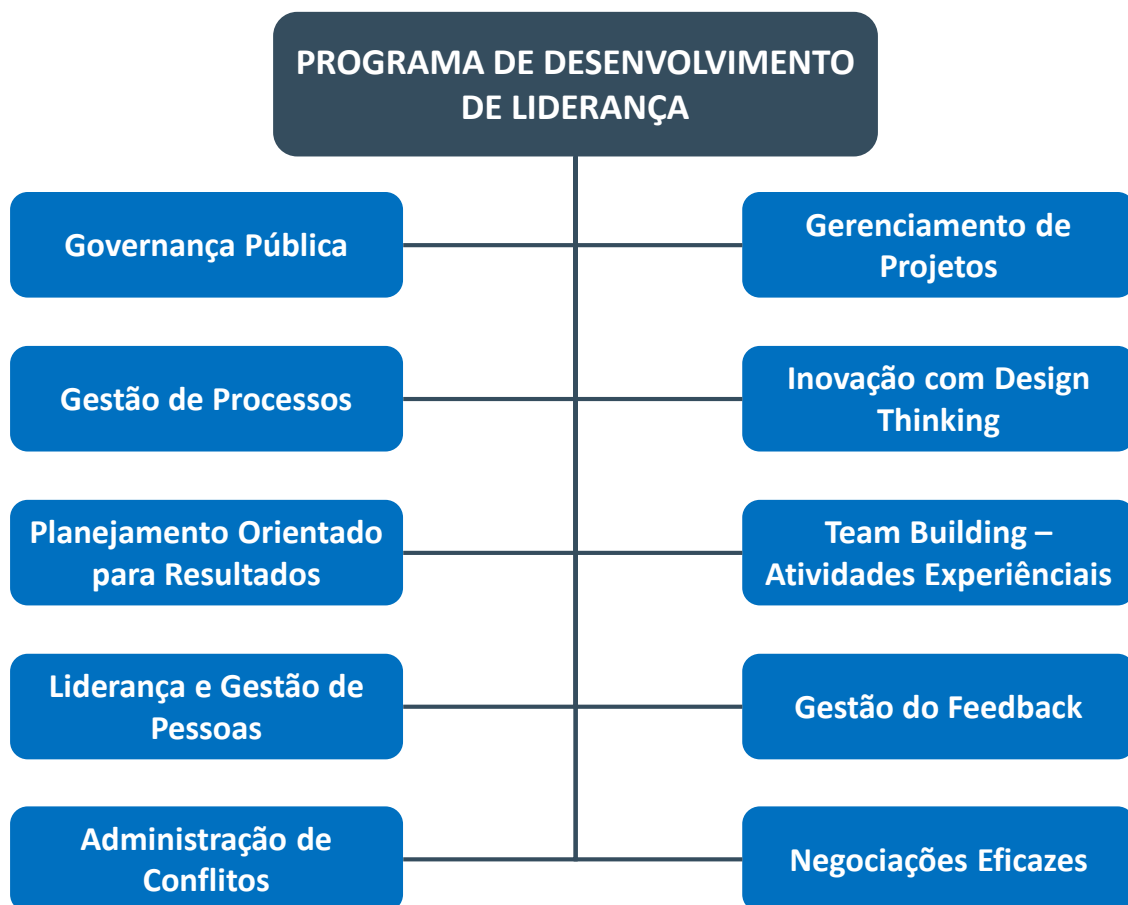 PROGRAMA DE DESENVOLVIMENTO
DE LIDERANÇA
Governança Pública
Gerenciamento de
Projetos
Gestão de Processos
Inovação com Design
Thinking
Planejamento Orientado
para Resultados
Team Building –
Atividades Experiênciais
Liderança e Gestão de
Pessoas
Gestão do Feedback
Administração de
Conflitos
Negociações Eficazes